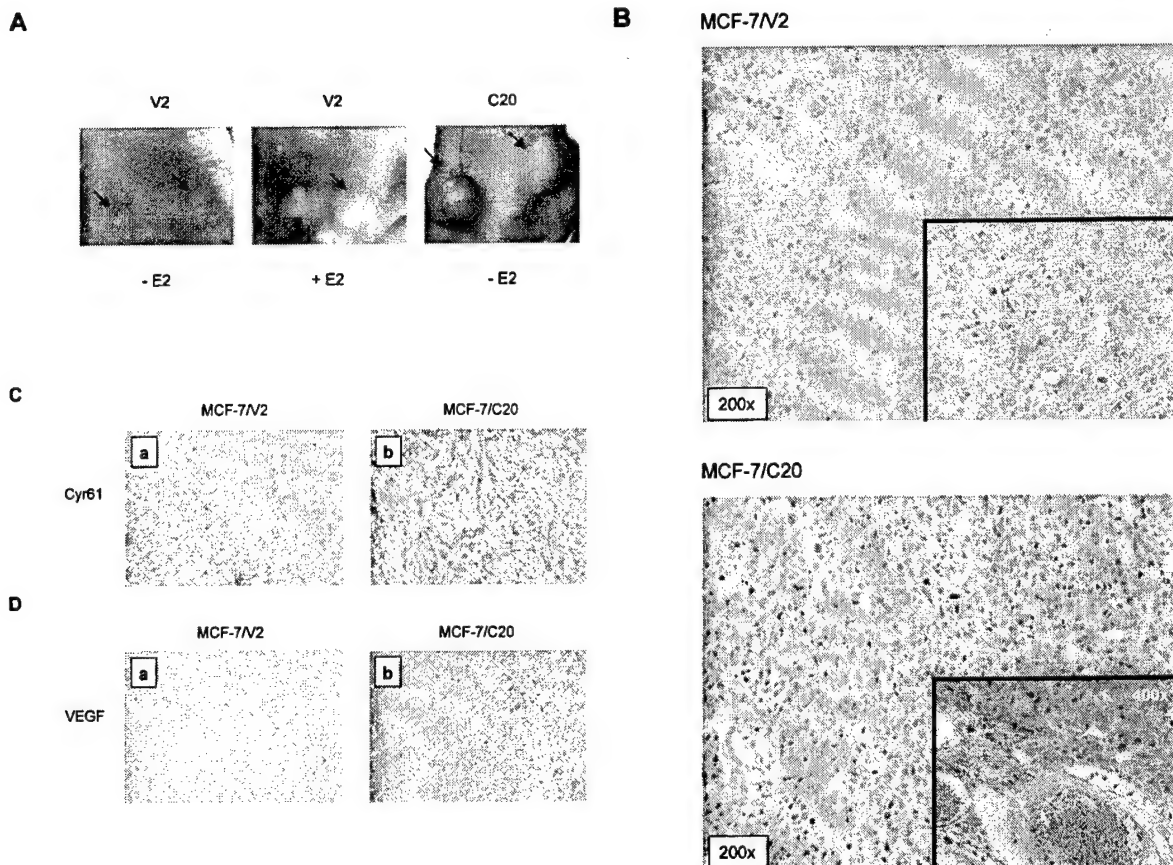 A
V2
V2
C20
- E2
+ E2
- E2
B
MCF-7/V2
200x
MCF-7/C20
400x
200x
C
MCF-7/V2
MCF-7/C20
Cyr61
a
b
D
MCF-7/V2
MCF-7/C20
VEGF
a
b